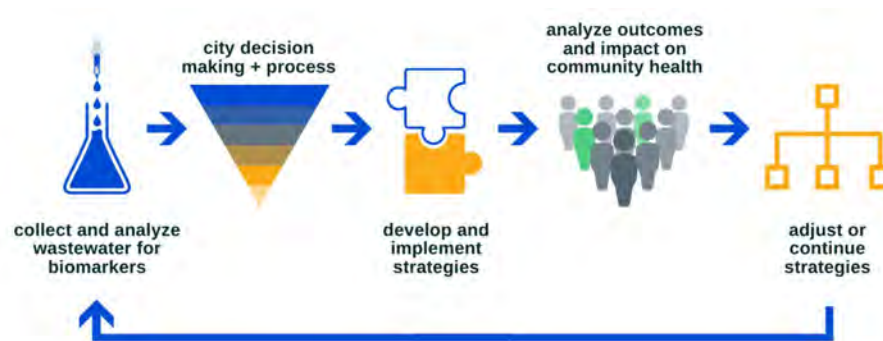 city decision
making + process
analyze outcomes
and impact on
community health
collect and analyze
wastewater for
biomarkers
develop and
implement
strategies
adjust or
continue
strategies